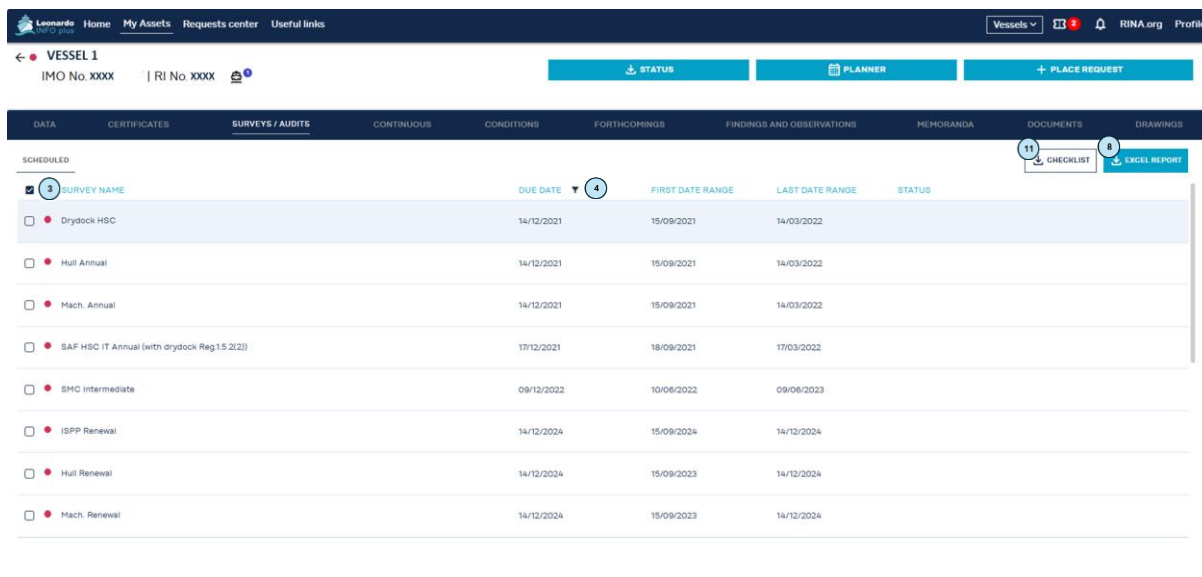 Leonardo INFO plus Home My Assets Requests center Useful links Vessels 2 RINA.org Profile
VESSEL 1
IMO No. XXXX | RI No. XXXX 1
STATUS PLANNER + PLACE REQUEST
DATA CERTIFICATES SURVEYS / AUDITS CONTINUOUS CONDITIONS FORTHCOMINGS FINDINGS AND OBSERVATIONS MEMORANDA DOCUMENTS DRAWINGS
SCHEDULED 11 CHECKLIST 8 EXCEL REPORT
3 SURVEY NAME DUE DATE 4 FIRST DATE RANGE LAST DATE RANGE STATUS
Drydock HSC 14/12/2021 15/09/2021 14/03/2022
Hull Annual 14/12/2021 15/09/2021 14/03/2022
Mach. Annual 14/12/2021 15/09/2021 14/03/2022
SAF HSC IT Annual (with drydock Reg.1.5.2(2)) 17/12/2021 18/09/2021 17/03/2022
SMC Intermediate 09/12/2022 10/06/2022 09/06/2023
ISPP Renewal 14/12/2024 15/09/2024 14/12/2024
Hull Renewal 14/12/2024 15/09/2023 14/12/2024
Mach. Renewal 14/12/2024 15/09/2023 14/12/2024